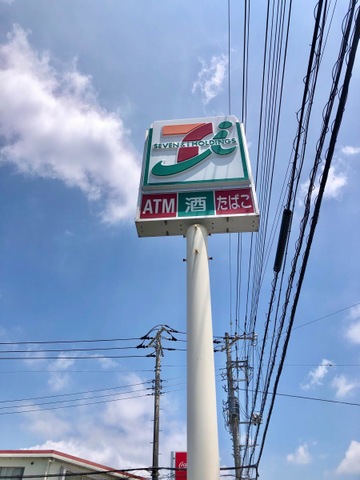 SEVEN & i HOLDINGS
ATM 酒 たばこ